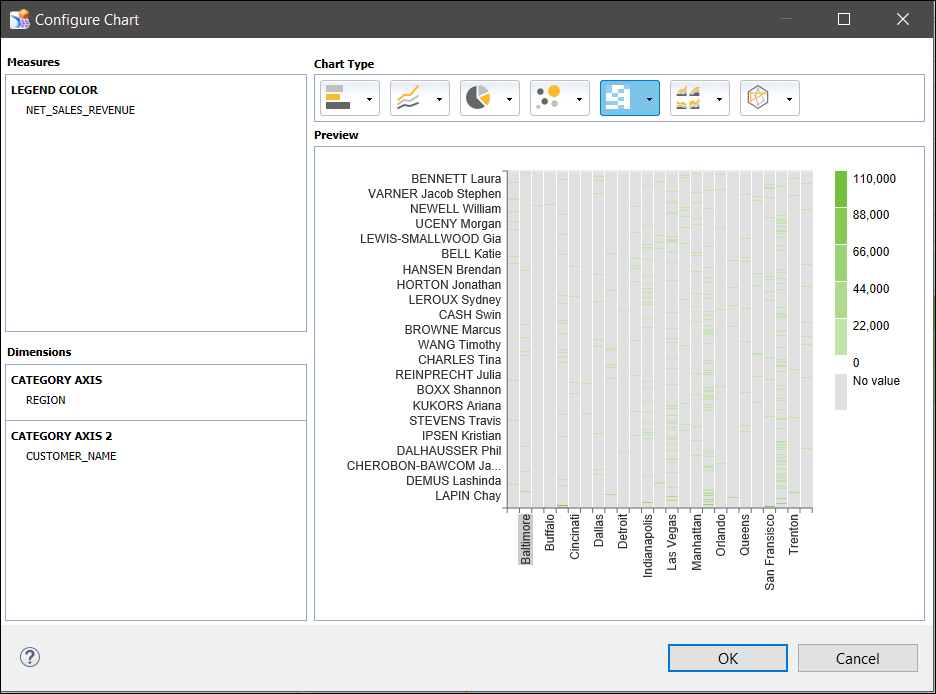 Configure Chart
Measures
LEGEND COLOR
NET_SALES_REVENUE
Dimensions
CATEGORY AXIS
REGION
CATEGORY AXIS 2
CUSTOMER_NAME
Chart Type
Preview
BENNETT Laura
VARNER Jacob Stephen
NEWELL William
UCENY Morgan
LEWIS-SMALLWOOD Gia
BELL Katie
HANSEN Brendan
HORTON Jonathan
LEROUX Sydney
CASH Swin
BROWNE Marcus
WANG Timothy
CHARLES Tina
REINPRECHT Julia
BOXX Shannon
KUKORS Ariana
STEVENS Travis
IPSEN Kristian
DALHAUSSER Phil
CHEROBON-BAWCOM Ja...
DEMUS Lashinda
LAPIN Chay
Baltimore
Buffalo
Cincinati
Dallas
Detroit
Indianapolis
Las Vegas
Manhattan
Orlando
Queens
San Fransisco
Trenton
110,000
88,000
66,000
44,000
22,000
0
No value
?
OK
Cancel